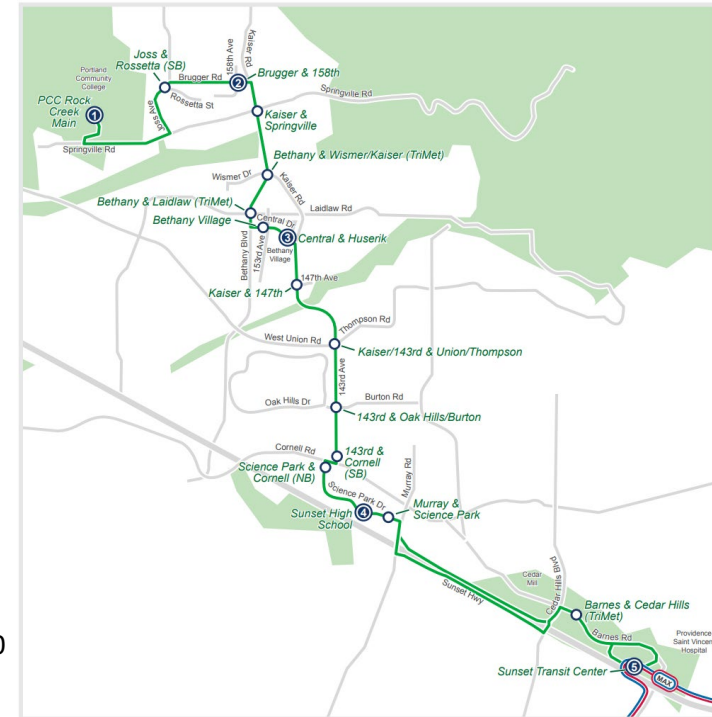 Joss &
Rossetta (SB)
Portland
Community
College
PCC Rock
Creek
Main
1
Springville Rd
Joss Ave
Rossetta St
Brugger Rd
158th Ave
Kaiser Rd
2
Brugger & 158th
Springville Rd
Kaiser &
Springville
Bethany & Wismer/Kaiser (TriMet)
Wismer Dr
Kaiser Rd
Bethany & Laidlaw (TriMet)
Laidlaw Rd
Central Dr
Bethany Village
3
Central & Huserik
Bethany
Village
Bethany Blvd
153rd Ave
147th Ave
Kaiser & 147th
Thompson Rd
West Union Rd
Kaiser/143rd & Union/Thompson
143rd Ave
Oak Hills Dr
Burton Rd
143rd & Oak Hills/Burton
Cornell Rd
143rd &
Cornell
(SB)
Science Park &
Cornell (NB)
Murray Rd
Science Park Dr
Sunset High
School
4
Murray &
Science Park
Sunset Hwy
Cedar
Mill
Cedar Hills Blvd
Barnes & Cedar Hills
(TriMet)
Barnes Rd
Providence
Saint Vincent
Hospital
Sunset Transit Center
5
MAX
0